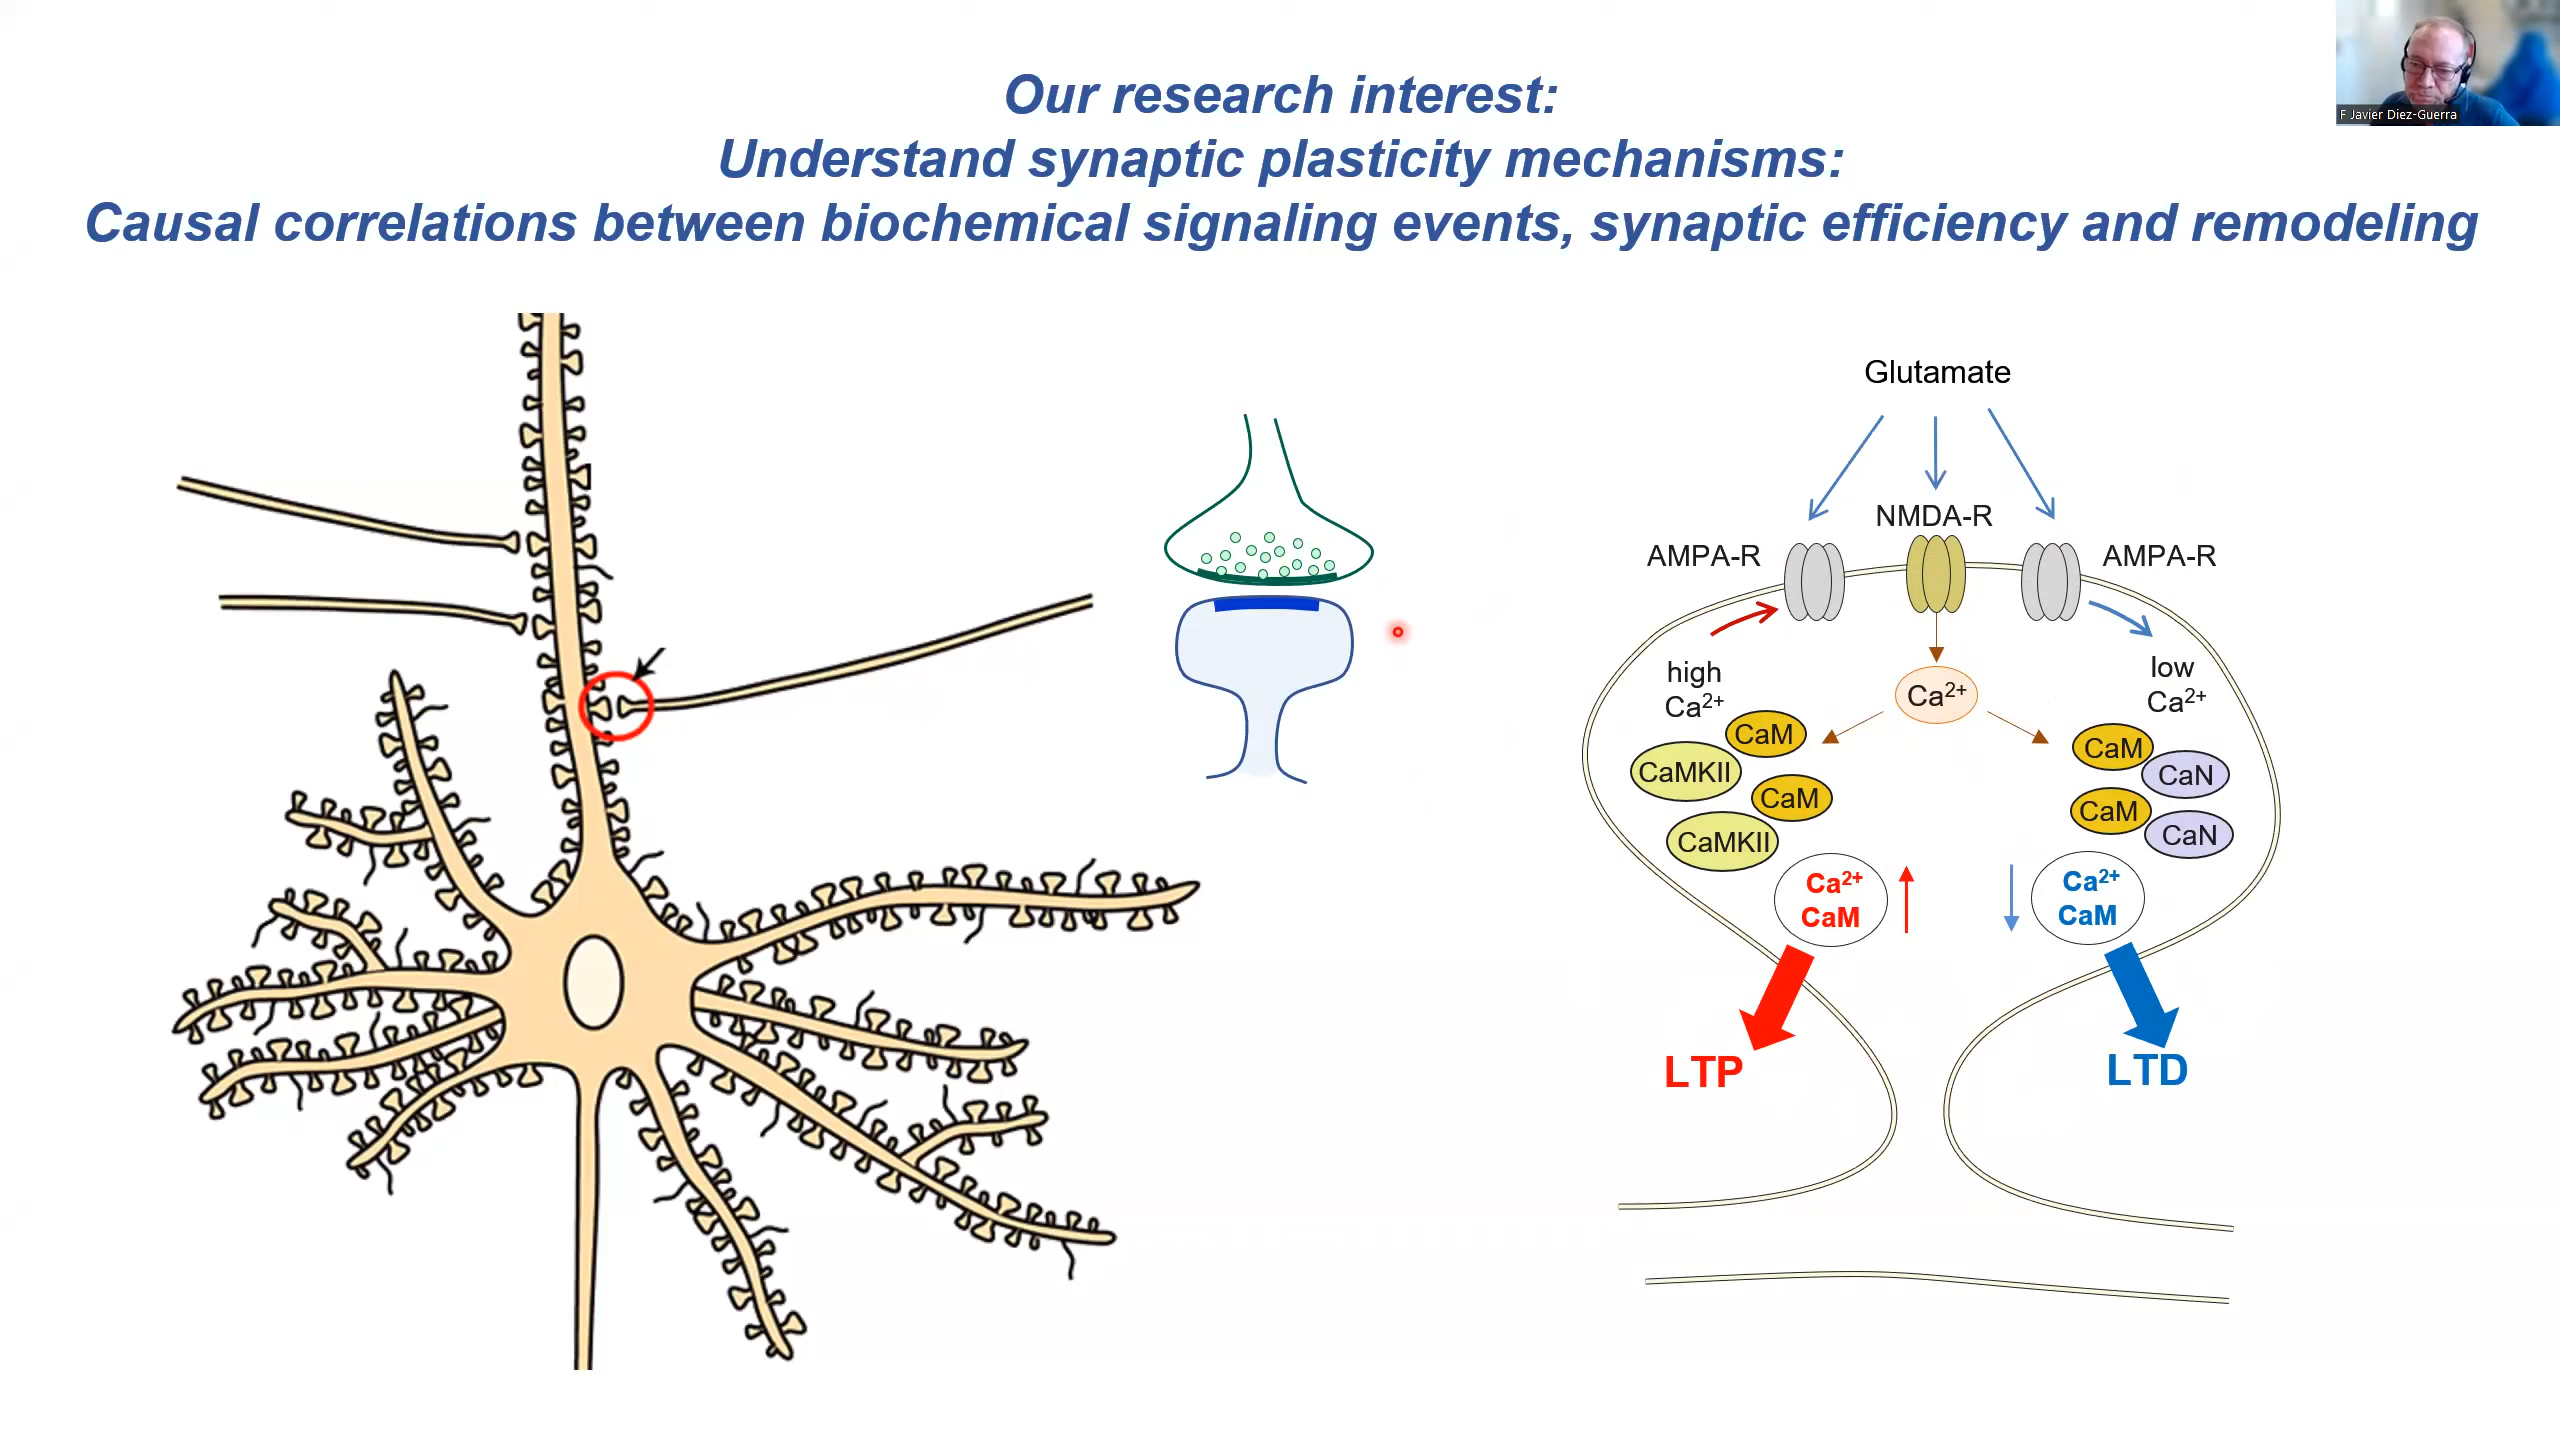 Our research interest:
Understand synaptic plasticity mechanisms:
Causal correlations between biochemical signaling events, synaptic efficiency and remodeling
F Javier Diez-Guerra
Glutamate
NMDA-R
AMPA-R
AMPA-R
high
Ca²⁺
Ca²⁺
low
Ca²⁺
CaM
CaMKII
CaM
CaMKII
CaM
CaN
CaM
CaN
Ca²⁺
CaM
Ca²⁺
CaM
LTP
LTD